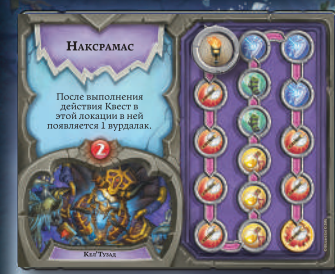 Наксрамас
После выполнения
действия Квест в
этой локации в ней
появляется 1 вурдалак.
2
Кел'Тузад